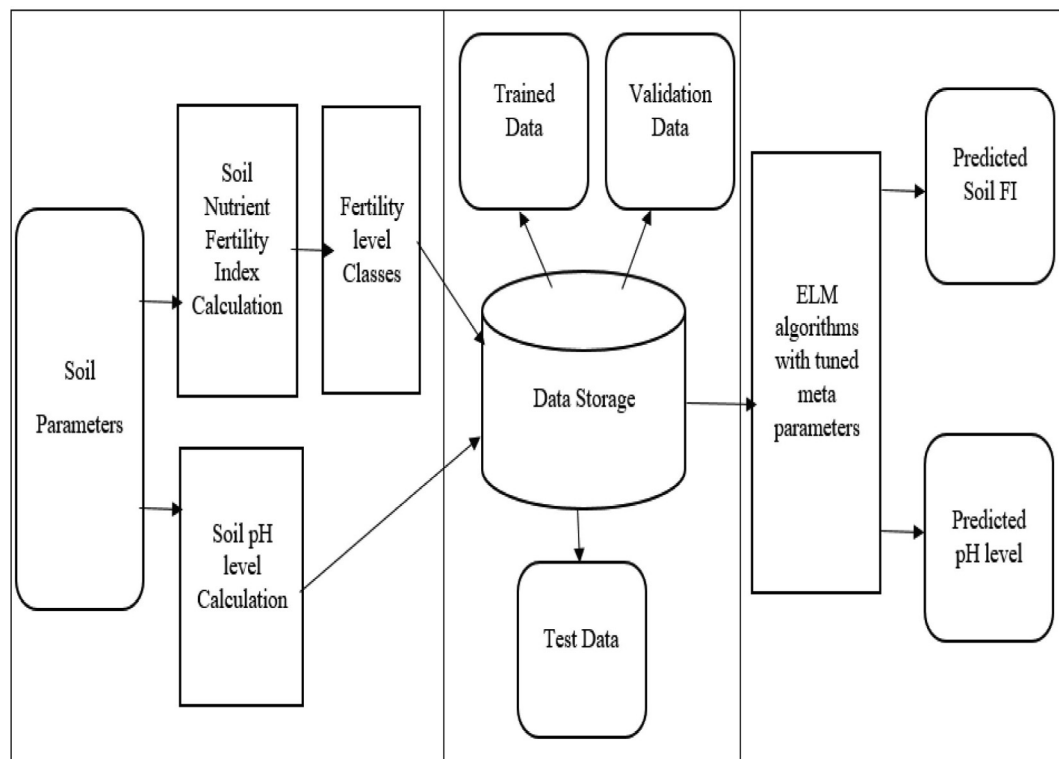 Soil
Parameters
Soil
Nutrient
Fertility
Index
Calculation
Fertility
level
Classes
Soil pH
level
Calculation
Trained
Data
Validation
Data
Data Storage
Test Data
ELM
algorithms
with tuned
meta
parameters
Predicted
Soil FI
Predicted
pH level